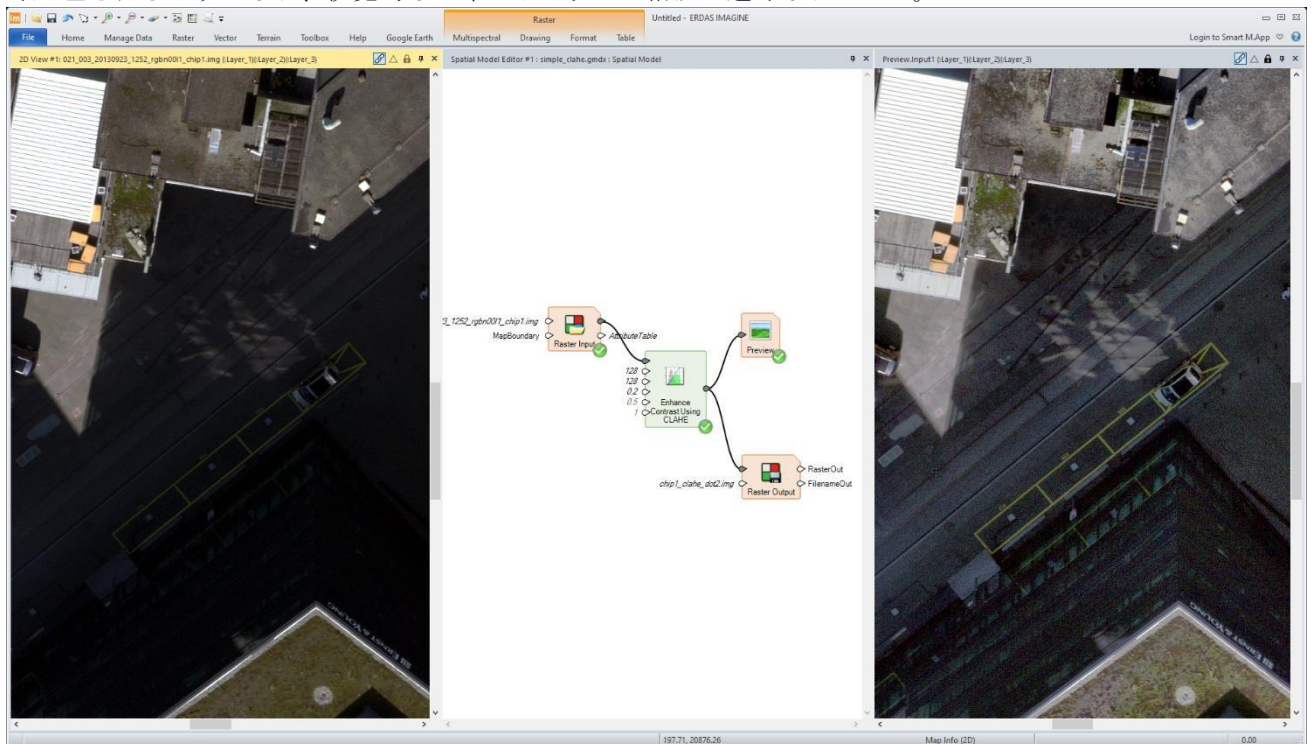 Raster
Untitled - ERDAS IMAGINE
File Home Manage Data Raster Vector Terrain Toolbox Help Google Earth Multispectral Drawing Format Table Login to Smart M.App
2D View #1: 021_003_20130923_1252_rgbn00l1_chip1.img (:Layer_1)(:Layer_2)(:Layer_3)
Spatial Model Editor #1 : simple_clahe.gmdx : Spatial Model
Preview.Input1 (:Layer_1)(:Layer_2)(:Layer_3)
3_1252_rgbn00l1_chip1.img
MapBoundary
AttributeTable
Raster Input
Preview
128
128
0.2
0.5
1
Enhance
Contrast Using
CLAHE
chip1_clahe_dot2.img
RasterOut
FilenameOut
Raster Output
ERNST & YOUNG
ERNST & YOUNG
197.71, 20876.26
Map Info (2D)
0.00